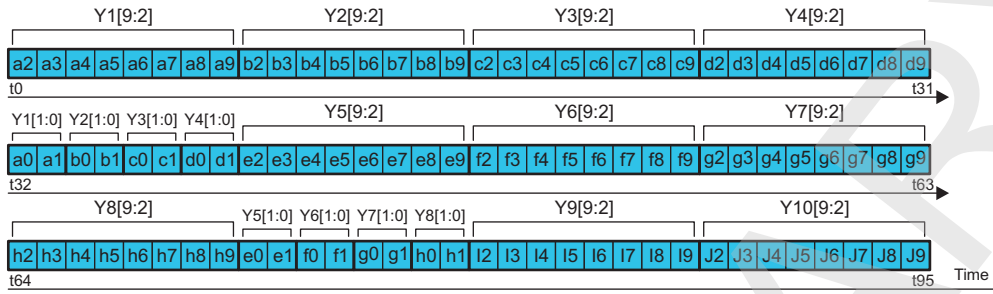 Y1[9:2] Y2[9:2] Y3[9:2] Y4[9:2]
a2 a3 a4 a5 a6 a7 a8 a9 b2 b3 b4 b5 b6 b7 b8 b9 c2 c3 c4 c5 c6 c7 c8 c9 d2 d3 d4 d5 d6 d7 d8 d9
t0 t31
Y1[1:0] Y2[1:0] Y3[1:0] Y4[1:0] Y5[9:2] Y6[9:2] Y7[9:2]
a0 a1 b0 b1 c0 c1 d0 d1 e2 e3 e4 e5 e6 e7 e8 e9 f2 f3 f4 f5 f6 f7 f8 f9 g2 g3 g4 g5 g6 g7 g8 g9
t32 t63
Y8[9:2] Y5[1:0] Y6[1:0] Y7[1:0] Y8[1:0] Y9[9:2] Y10[9:2]
h2 h3 h4 h5 h6 h7 h8 h9 e0 e1 f0 f1 g0 g1 h0 h1 I2 I3 I4 I5 I6 I7 I8 I9 J2 J3 J4 J5 J6 J7 J8 J9
t64 t95 Time